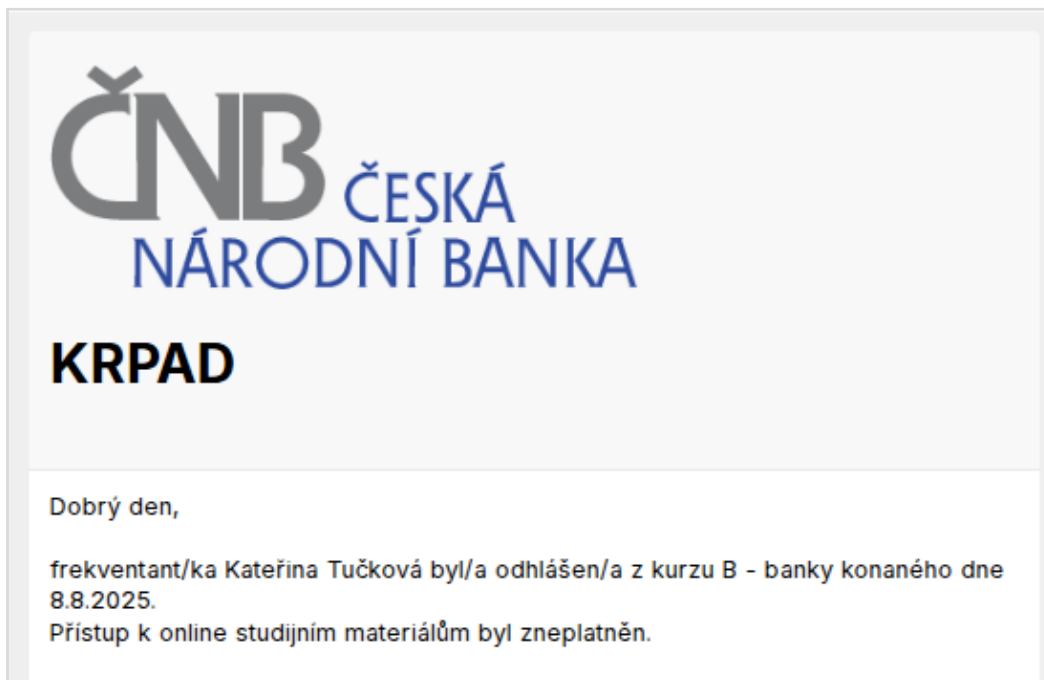 ČNB ČESKÁ
NÁRODNÍ BANKA
KRPAD
Dobrý den,
frekventant/ka Kateřina Tučková byl/a odhlášen/a z kurzu B - banky konaného dne
8.8.2025.
Přístup k online studijním materiálům byl zneplatněn.